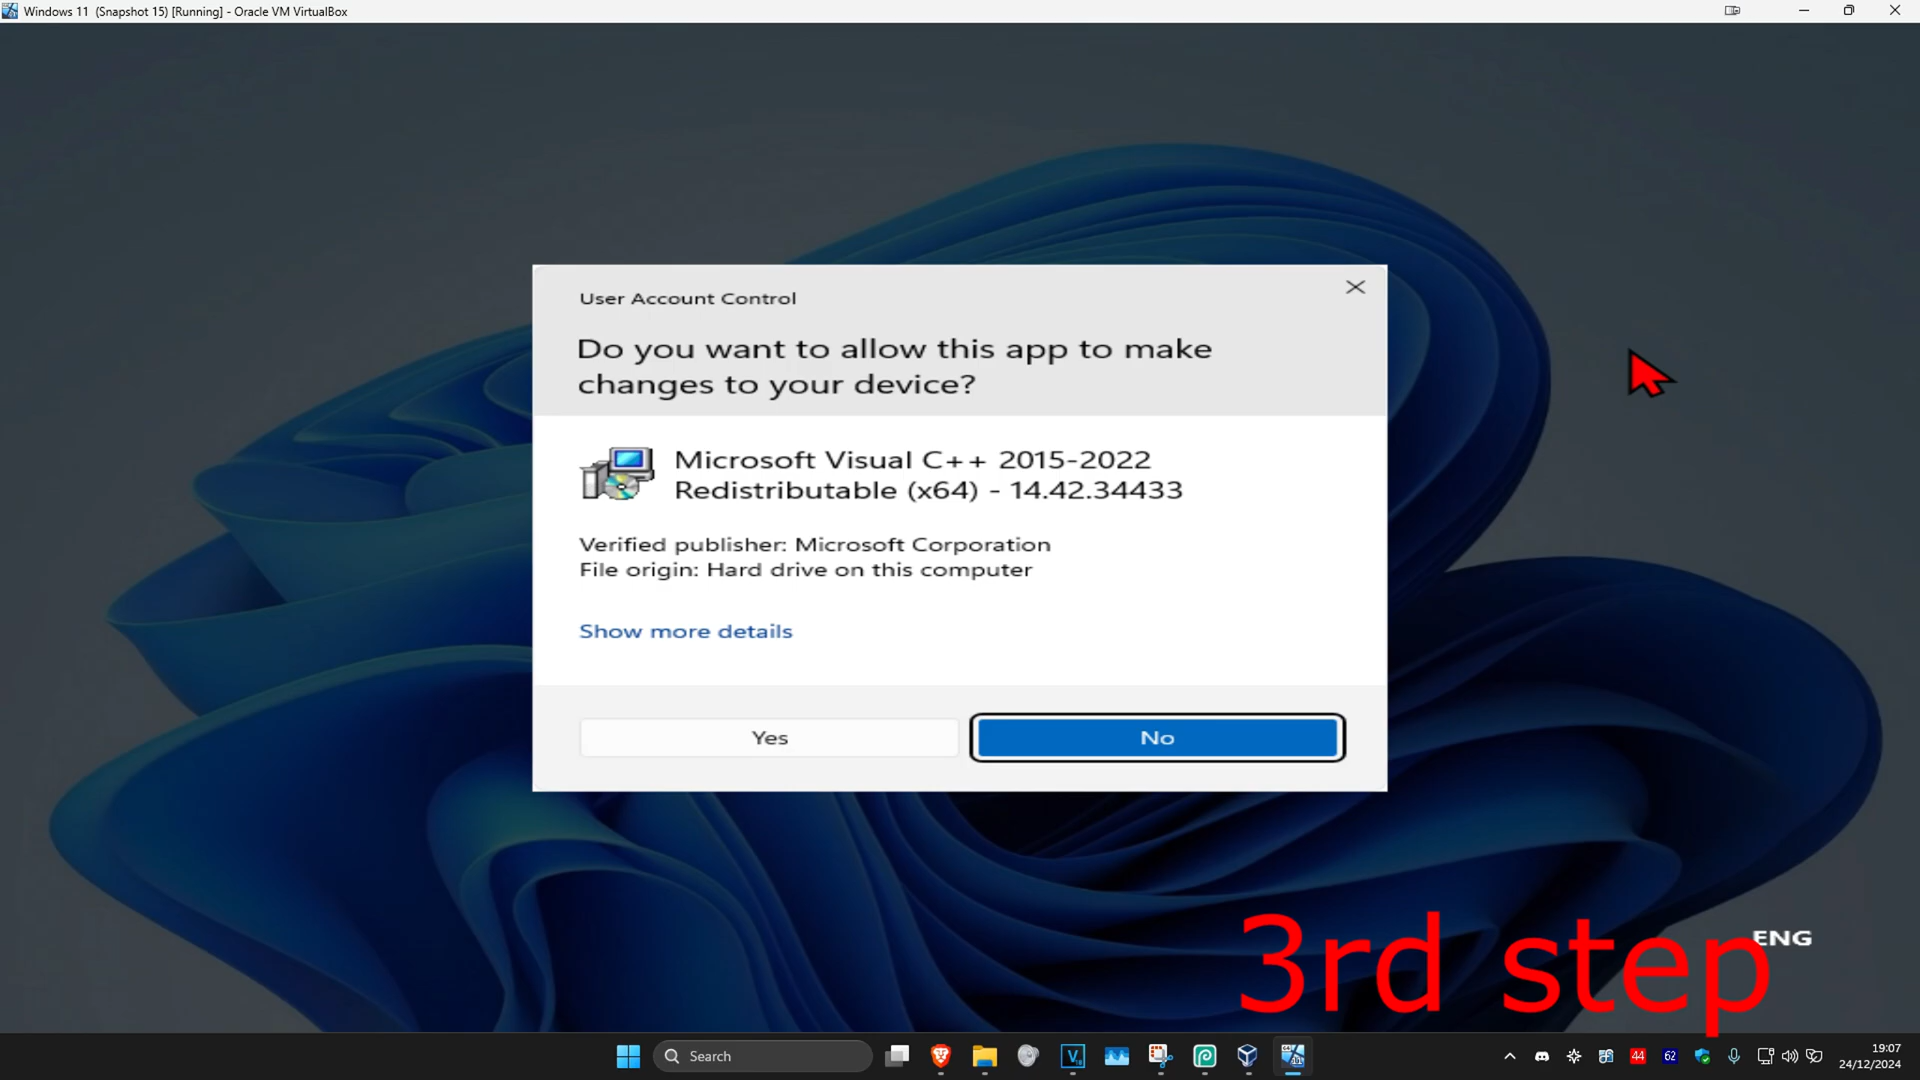 Windows 11 (Snapshot 15) [Running] - Oracle VM VirtualBox
User Account Control
Do you want to allow this app to make
changes to your device?
Microsoft Visual C++ 2015-2022
Redistributable (x64) - 14.42.34433
Verified publisher: Microsoft Corporation
File origin: Hard drive on this computer
Show more details
Yes
No
ENG
3rd step
Search
44
62
19:07
24/12/2024